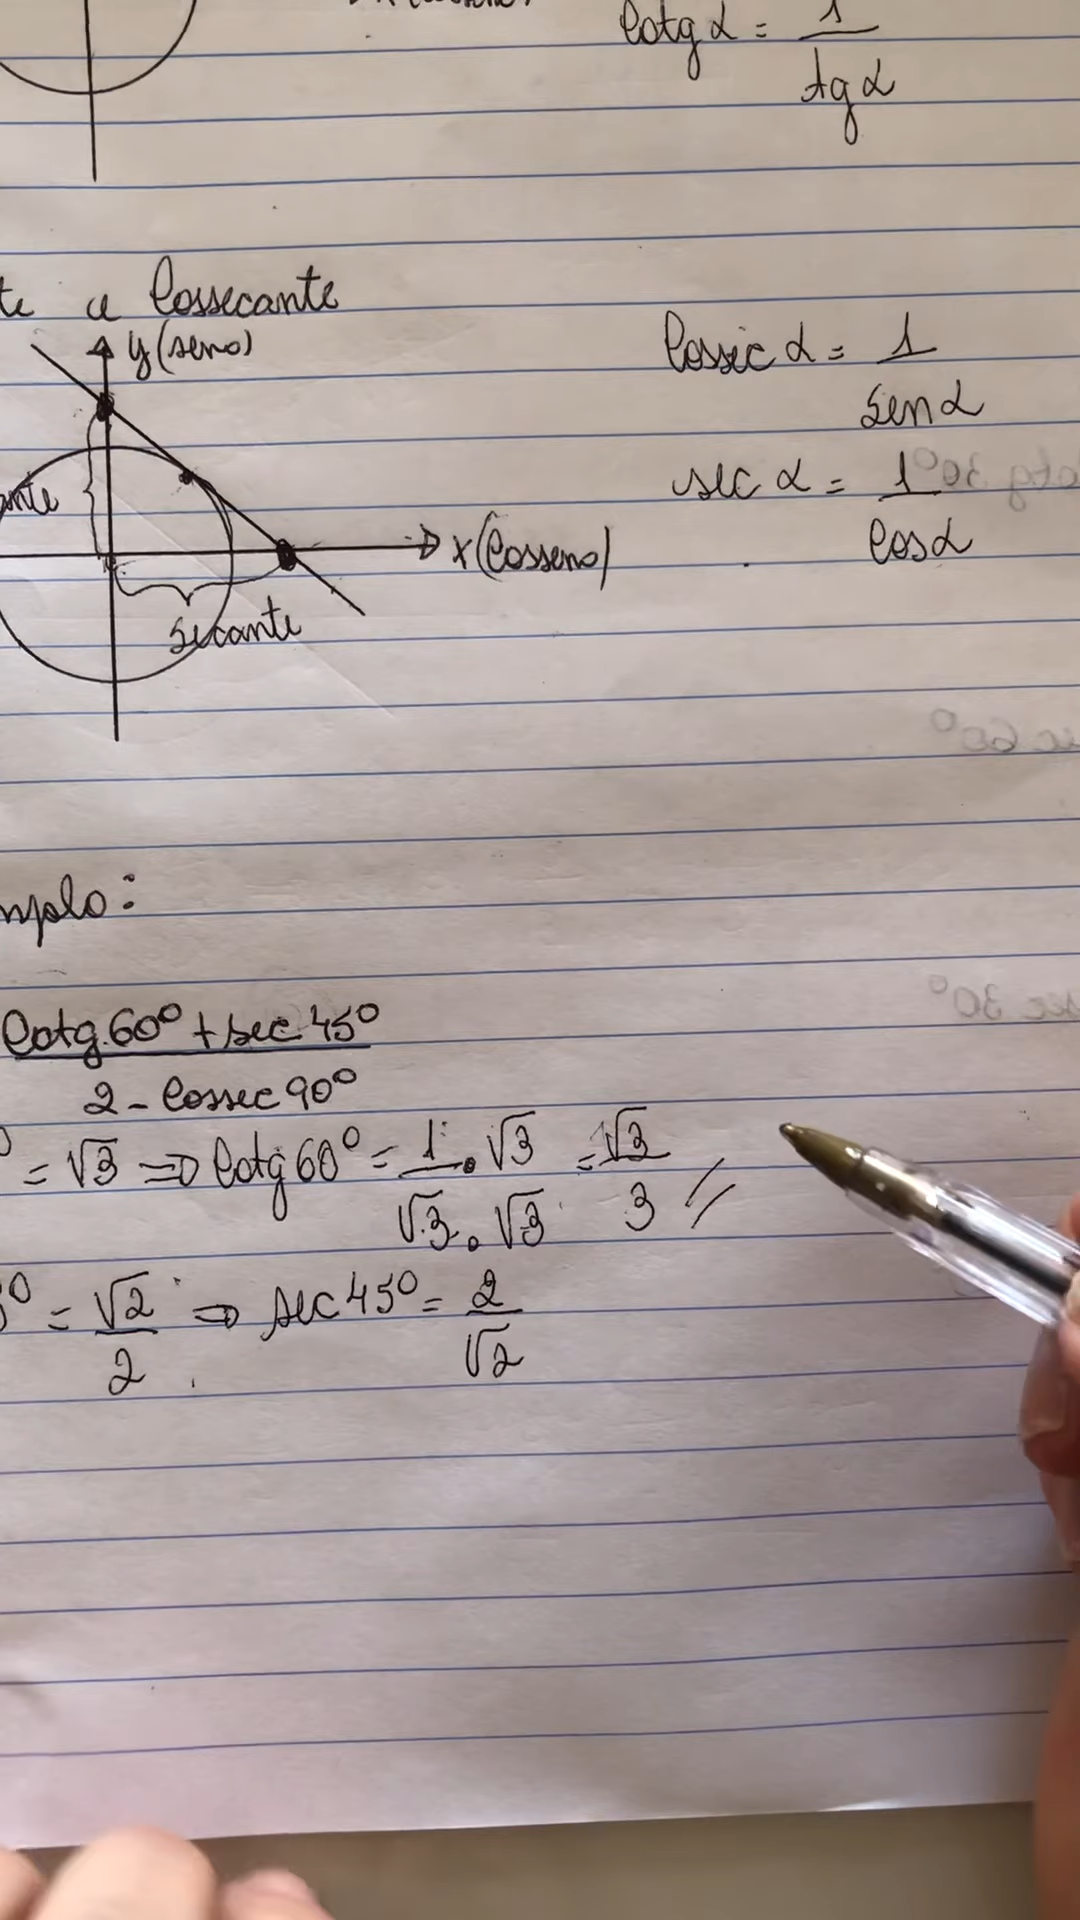 cotg α = 1/tg α
e Cossecante
y(seno)
Cossec α = 1/sen α
sec α = 1/cos α
x(Cosseno)
secante
Cotg 60° + sec 45°
2 - Cossec 90°
= √3 ⇒ Cotg 60° = 1/√3 . √3/√3 = √3/3 //
= √2/2 ⇒ sec 45° = 2/√2